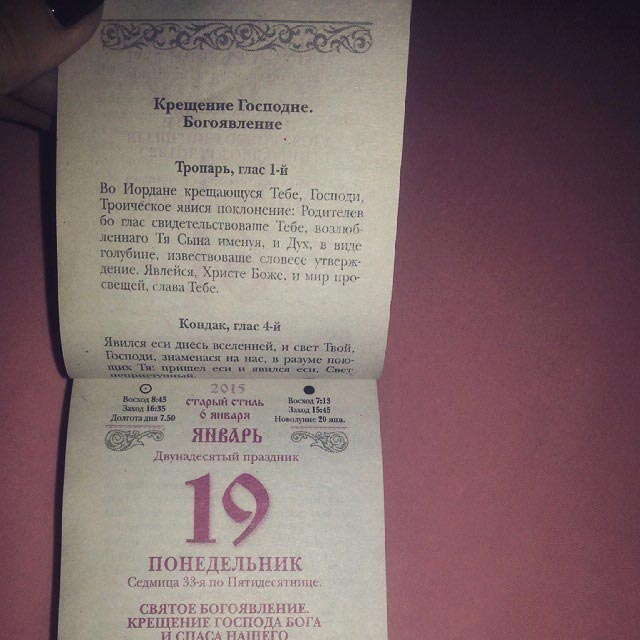 Крещение Господне.
Богоявление
Тропарь, глас 1-й
Во Иордане крещающуся Тебе, Господи,
Троическое явися поклонение: Родителев
бо глас свидетельствоваше Тебе, возлюб-
леннаго Тя Сына именуя, и Дух, в виде
голубине, извествоваше словесе утверж-
дение. Явлейся, Христе Боже, и мир про-
свещей, слава Тебе.
Кондак, глас 4-й
Явился еси днесь вселенней, и свет Твой,
Господи, знаменася на нас, в разуме пою-
щих Тя: пришел еси и явился еси, Свет
неприступный.
2015
Восход 8:45
Заход 16:35
Долгота дня 7.50
старый стиль
6 января
Восход 7:13
Заход 15:45
Новолуние 20 янв.
ЯНВАРЬ
Двунадесятый праздник
19
ПОНЕДЕЛЬНИК
Седмица 33-я по Пятидесятнице.
СВЯТОЕ БОГОЯВЛЕНИЕ.
КРЕЩЕНИЕ ГОСПОДА БОГА
И СПАСА НАШЕГО